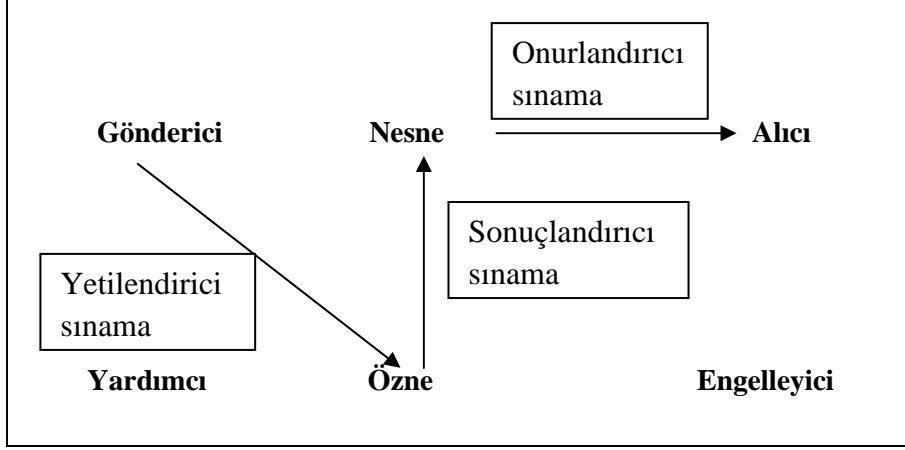 Onurlandırıcı
sınama
Gönderici Nesne Alıcı
Sonuçlandırıcı
sınama
Yetilendirici
sınama
Yardımcı Özne Engelleyici